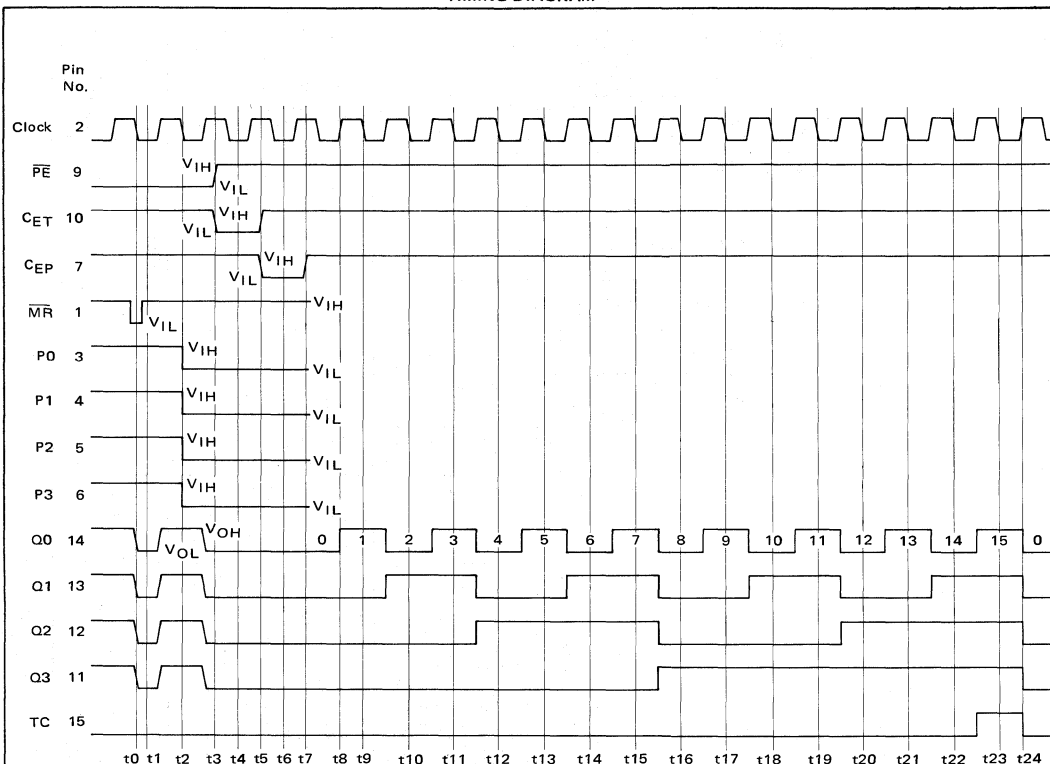 Pin
No.
Clock 2
PE 9 VIH VIL
CET 10 VIH VIL
CEP 7 VIH VIL
MR 1 VIL VIH
P0 3 VIH VIL
P1 4 VIH VIL
P2 5 VIH VIL
P3 6 VIH VIL
Q0 14 VOL VOH 0 1 2 3 4 5 6 7 8 9 10 11 12 13 14 15 0
Q1 13
Q2 12
Q3 11
TC 15
t0 t1 t2 t3 t4 t5 t6 t7 t8 t9 t10 t11 t12 t13 t14 t15 t16 t17 t18 t19 t20 t21 t22 t23 t24